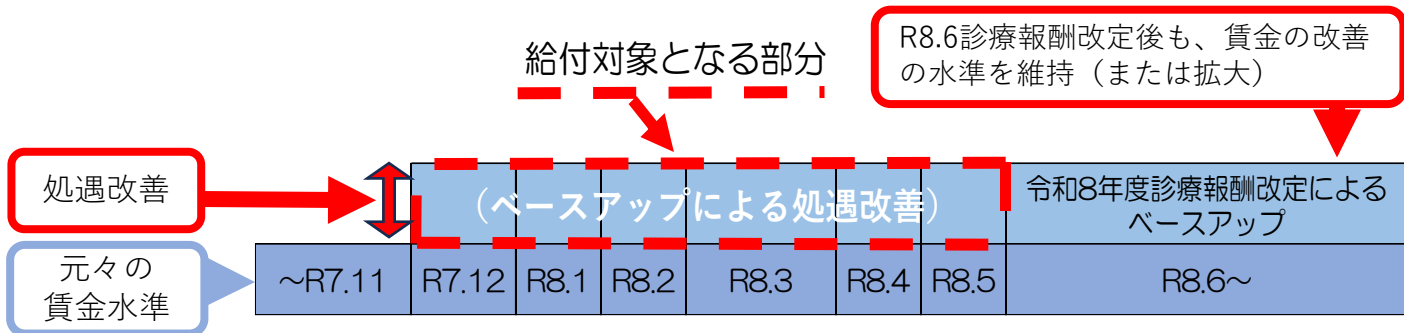 給付対象となる部分
R8.6診療報酬改定後も、賃金の改善
の水準を維持（または拡大）
処遇改善
（ベースアップによる処遇改善）
令和8年度診療報酬改定による
ベースアップ
元々の
賃金水準
～R7.11
R7.12
R8.1
R8.2
R8.3
R8.4
R8.5
R8.6～